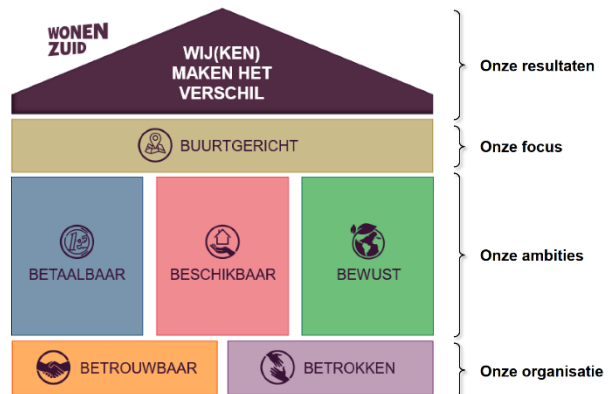 WONEN
ZUID
WIJ(KEN)
MAKEN HET
VERSCHIL
Onze resultaten
BUURTGERICHT
Onze focus
BETAALBAAR
BESCHIKBAAR
BEWUST
Onze ambities
BETROUWBAAR
BETROKKEN
Onze organisatie